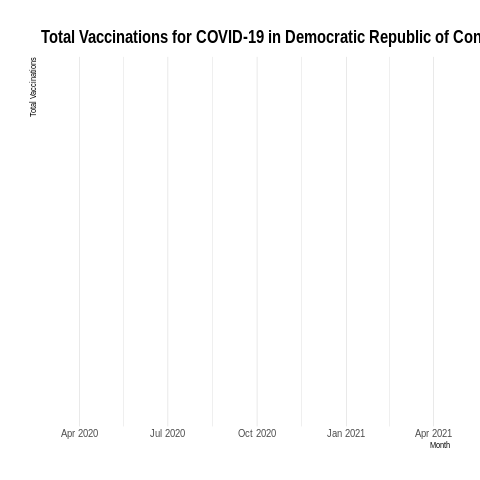 Total Vaccinations for COVID-19 in Democratic Republic of Con
Total Vaccinations
Apr 2020 Jul 2020 Oct 2020 Jan 2021 Apr 2021
Month